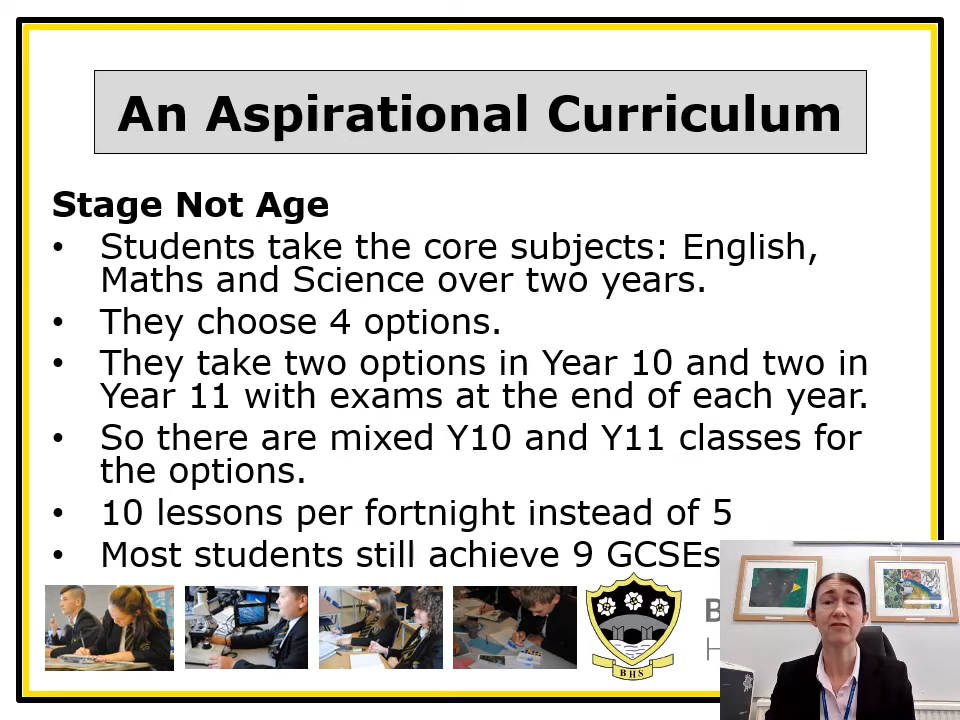 An Aspirational Curriculum
Stage Not Age
• Students take the core subjects: English,
Maths and Science over two years.
• They choose 4 options.
• They take two options in Year 10 and two in
Year 11 with exams at the end of each year.
• So there are mixed Y10 and Y11 classes for
the options.
• 10 lessons per fortnight instead of 5
• Most students still achieve 9 GCSEs
B
H
BHS